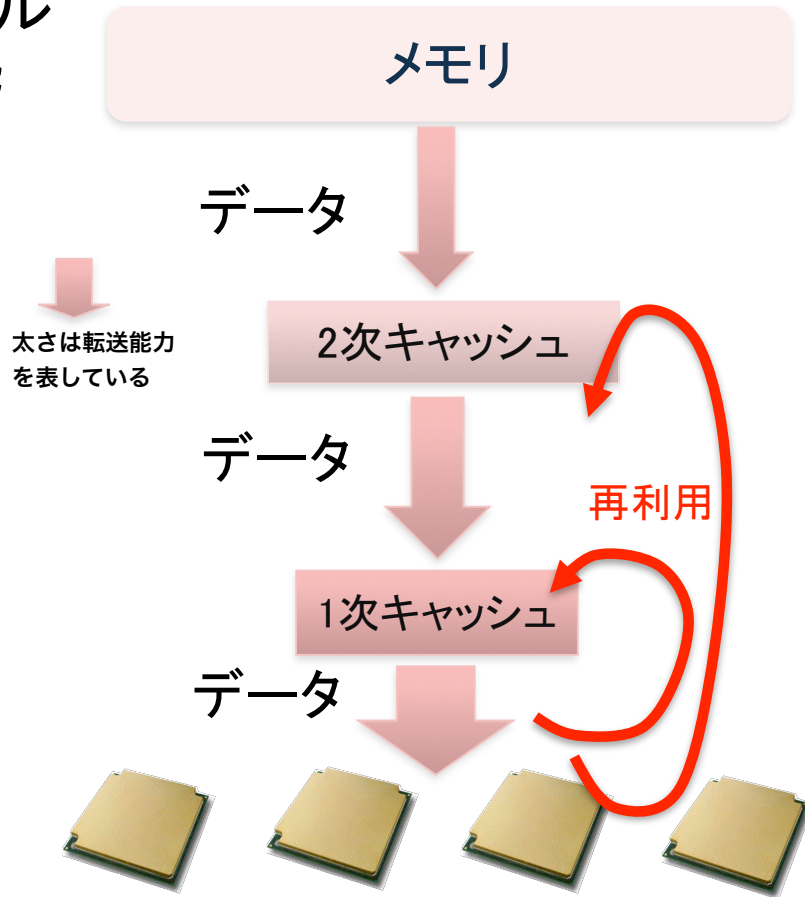 ル
メモリ
データ
太さは転送能力
を表している
2次キャッシュ
データ
再利用
1次キャッシュ
データ